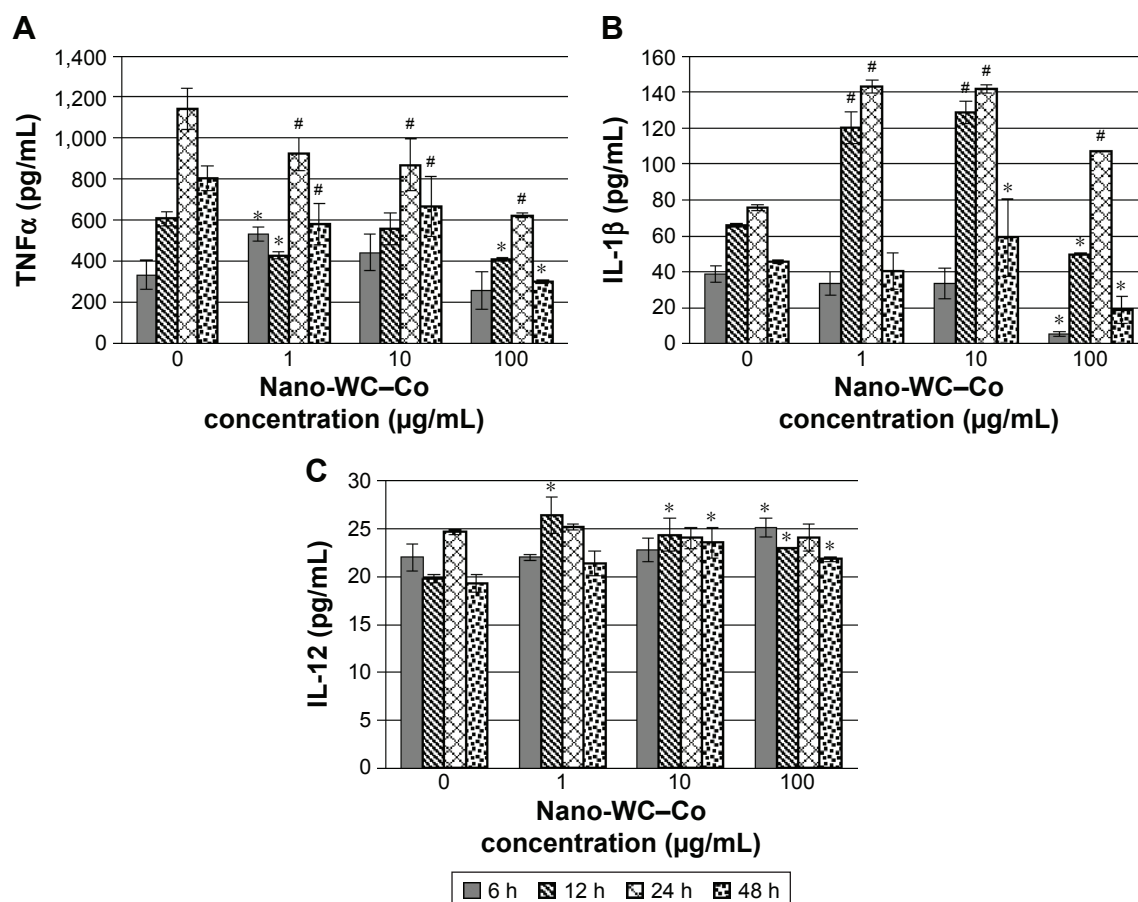 A
1,400
1,200
1,000
800
600
400
200
0
TNFα (pg/mL)
# # # # # * * * *
0 1 10 100
Nano-WC–Co
concentration (µg/mL)
B
160
140
120
100
80
60
40
20
0
IL-1β (pg/mL)
# # # # # * * * *
0 1 10 100
Nano-WC–Co
concentration (µg/mL)
C
30
25
20
15
10
5
0
IL-12 (pg/mL)
* * * * * *
0 1 10 100
Nano-WC–Co
concentration (µg/mL)
6 h 12 h 24 h 48 h